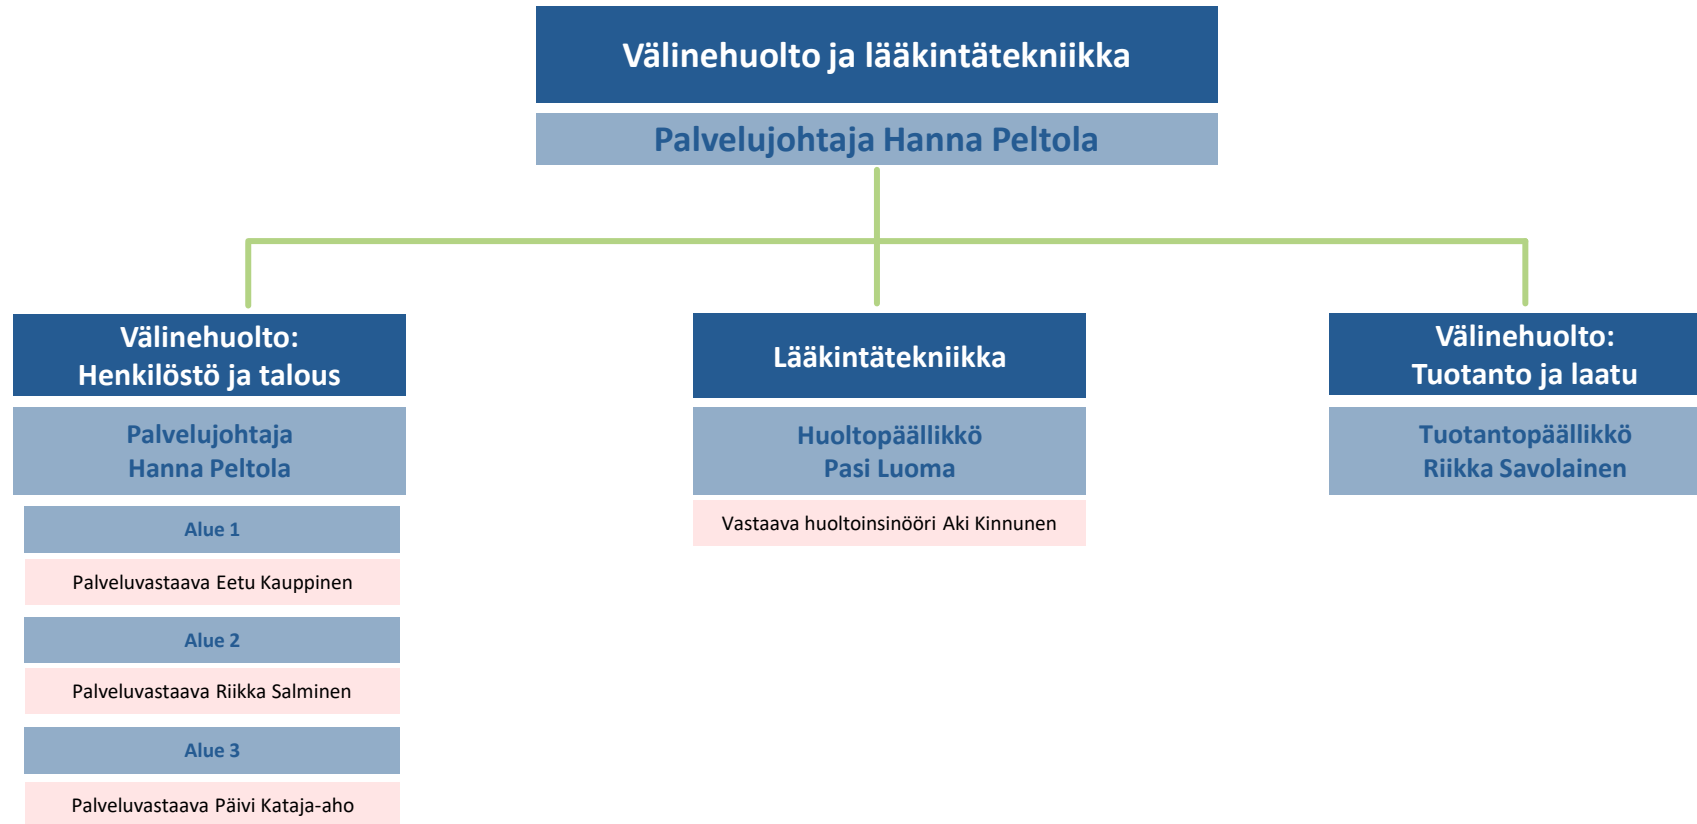 Välinehuolto ja lääkintätekniikka
Palvelujohtaja Hanna Peltola
Välinehuolto:
Henkilöstö ja talous
Palvelujohtaja
Hanna Peltola
Alue 1
Palveluvastaava Eetu Kauppinen
Alue 2
Palveluvastaava Riikka Salminen
Alue 3
Palveluvastaava Päivi Kataja-aho
Lääkintätekniikka
Huoltopäällikkö
Pasi Luoma
Vastaava huoltoinsinööri Aki Kinnunen
Välinehuolto:
Tuotanto ja laatu
Tuotantopäällikkö
Riikka Savolainen